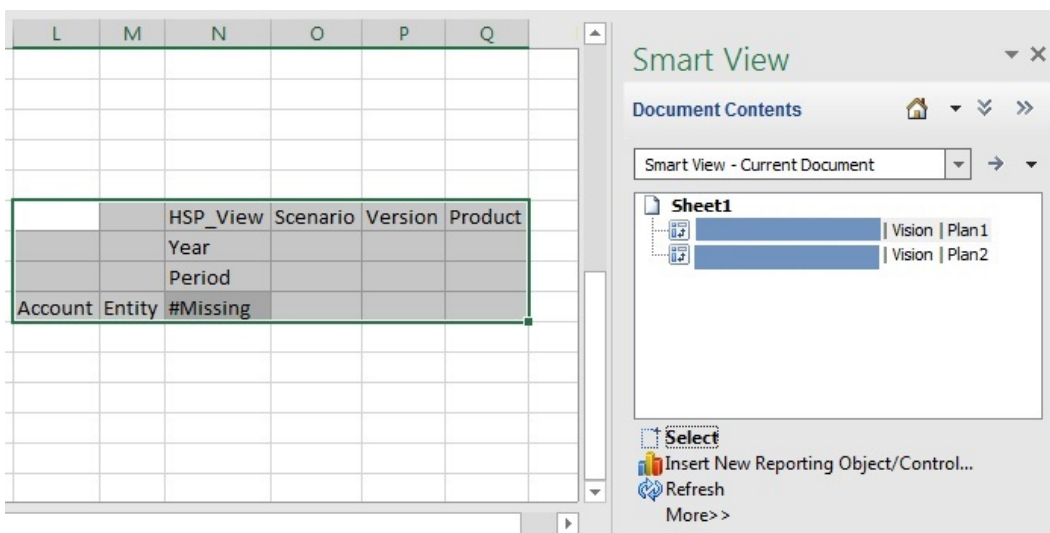 L M N O P Q
HSP_View Scenario Version Product
Year
Period
Account Entity #Missing
Smart View
Document Contents
Smart View - Current Document
Sheet1
| Vision | Plan1
| Vision | Plan2
Select
Insert New Reporting Object/Control...
Refresh
More>>